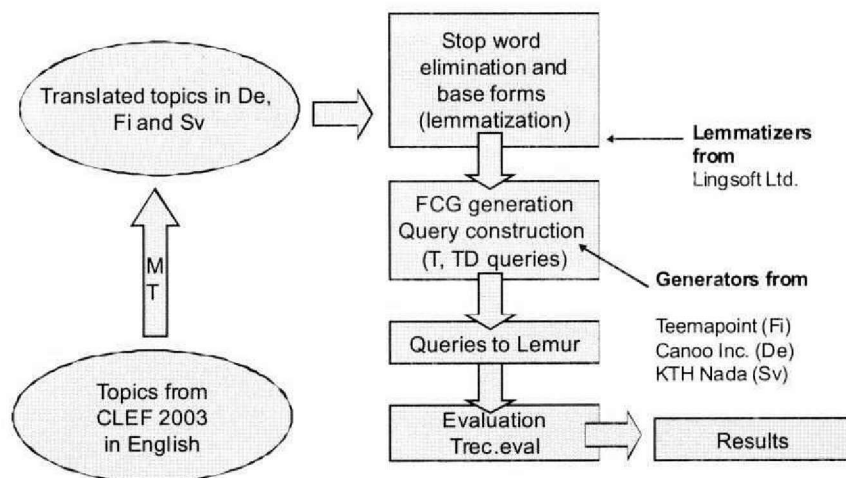 Topics from
CLEF 2003
in English
M
T
Translated topics in De,
Fi and Sv
Stop word
elimination and
base forms
(lemmatization)
Lemmatizers
from
Lingsoft Ltd.
FCG generation
Query construction
(T, TD queries)
Generators from
Teemapoint (Fi)
Canoo Inc. (De)
KTH Nada (Sv)
Queries to Lemur
Evaluation
Trec.eval
Results